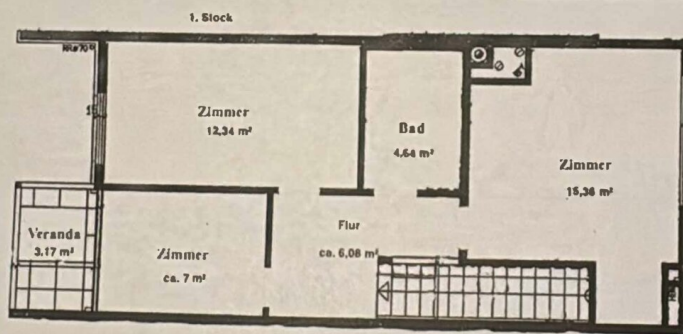 1. Stock
Zimmer
12,34 m²
Bad
4.64 m²
Zimmer
15,36 m²
Veranda
3.17 m²
Zimmer
ca. 7 m²
Flur
ca. 6,08 m²